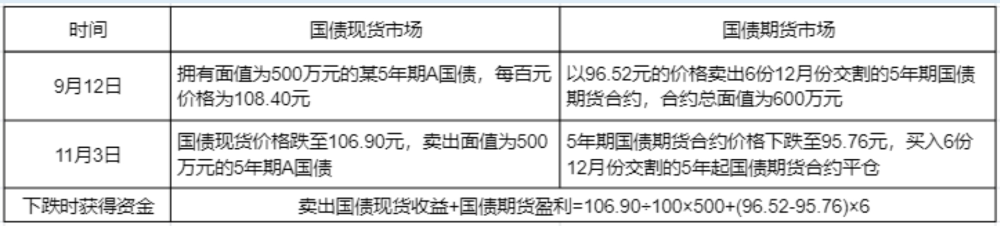 时间
国债现货市场
国债期货市场
9月12日
拥有面值为500万元的某5年期A国债，每百元
价格为108.40元
以96.52元的价格卖出6份12月份交割的5年期国债
期货合约，合约总面值为600万元
11月3日
国债现货价格跌至106.90元，卖出面值为500
万元的5年期A国债
5年期国债期货合约价格下跌至95.76元，买入6份
12月份交割的5年起国债期货合约平仓
下跌时获得资金
卖出国债现货收益+国债期货盈利=106.90÷100×500+(96.52-95.76)×6